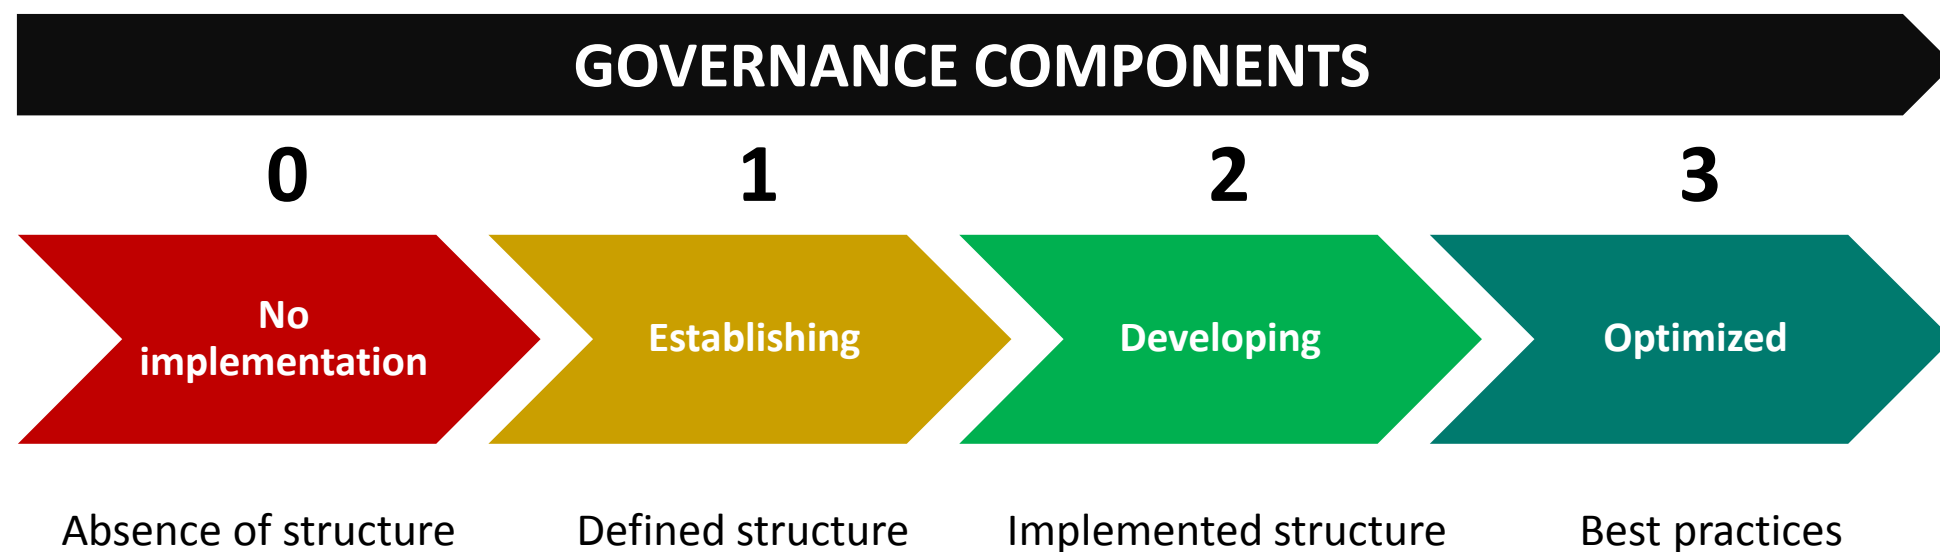 GOVERNANCE COMPONENTS
0
1
2
3
No
implementation
Establishing
Developing
Optimized
Absence of structure
Defined structure
Implemented structure
Best practices